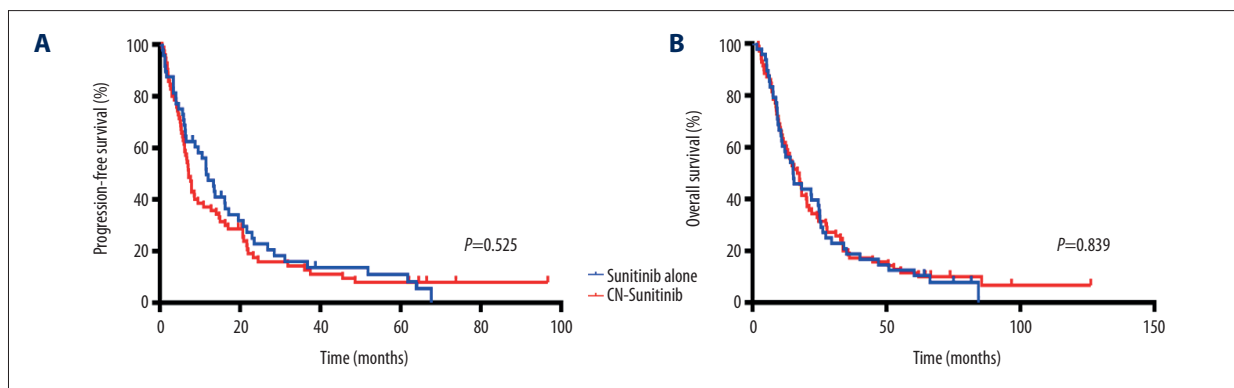 A
Progression-free survival (%)
100
80
60
40
20
0
0 20 40 60 80 100
Time (months)
P=0.525
Sunitinib alone
CN-Sunitinib
B
Overall survival (%)
100
80
60
40
20
0
0 50 100 150
Time (months)
P=0.839